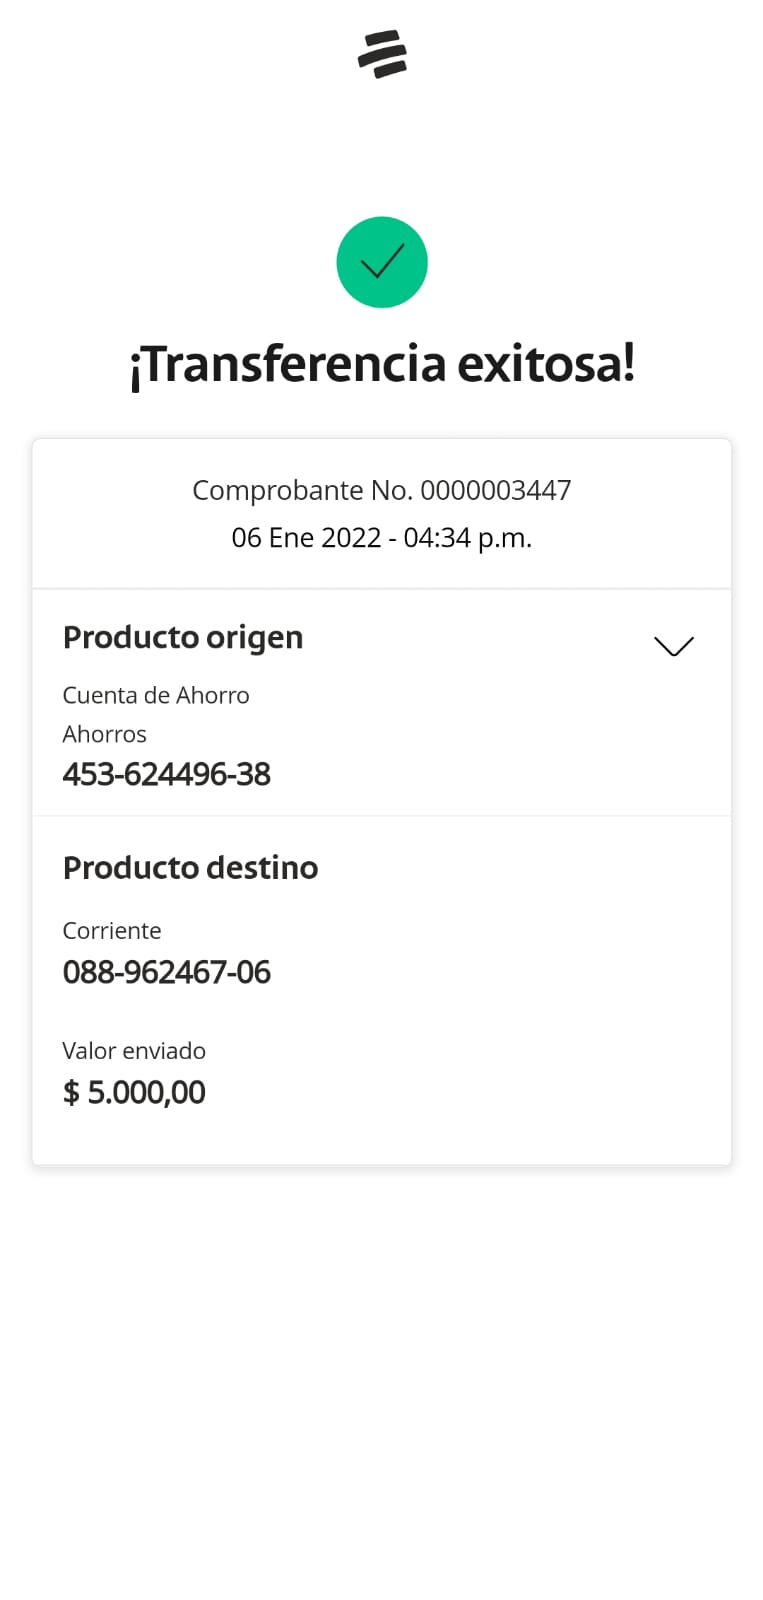 ¡Transferencia exitosa!
Comprobante No. 0000003447
06 Ene 2022 - 04:34 p.m.
Producto origen
Cuenta de Ahorro
Ahorros
453-624496-38
Producto destino
Corriente
088-962467-06
Valor enviado
$ 5.000,00